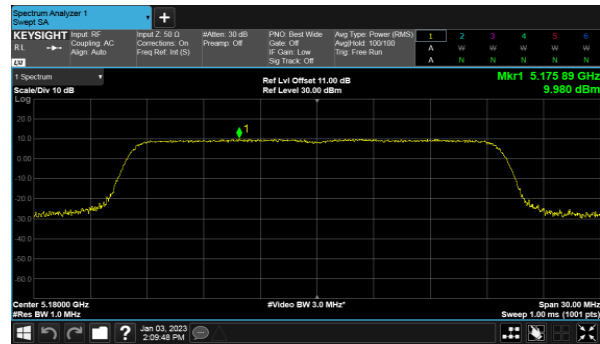 Spectrum Analyzer 1
Swept SA
+
KEYSIGHT Input: RF Input Z: 50 Ω #Atten: 30 dB PNO: Best Wide Avg Type: Power (RMS) 1 2 3 4 5 6
RL Coupling: AC Corrections: On Preamp: Off Gate: Off Avg|Hold: 100/100 A W W W W W
Align: Auto Freq Ref: Int (S) IF Gain: Low Trig: Free Run
LXI Sig Track: Off A N N N N N
1 Spectrum Mkr1 5.175 89 GHz
Ref Lvl Offset 11.00 dB
Scale/Div 10 dB Ref Level 30.00 dBm 9.980 dBm
Log
20.0
10.0
1
0.00
-10.0
-20.0
-30.0
-40.0
-50.0
-60.0
Center 5.18000 GHz #Video BW 3.0 MHz* Span 30.00 MHz
#Res BW 1.0 MHz Sweep 1.00 ms (1001 pts)
? Jan 03, 2023
2:09:48 PM